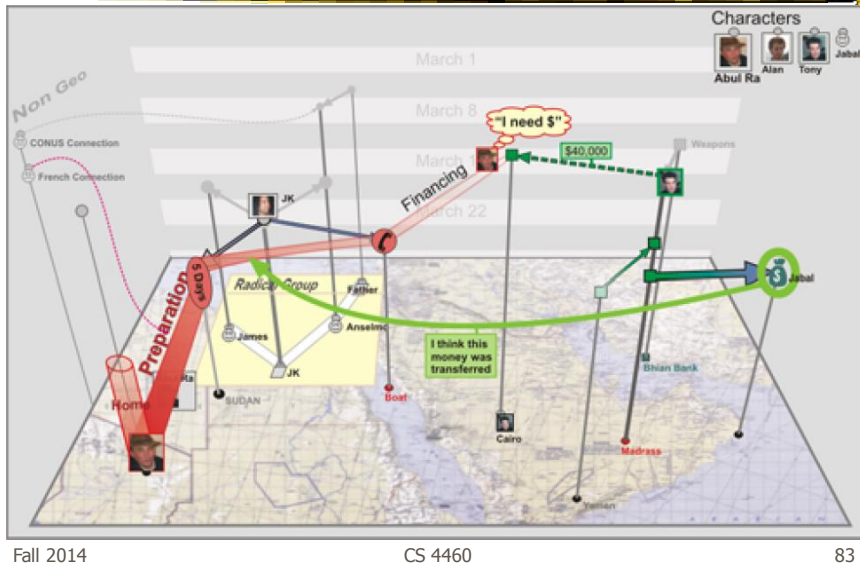 Characters
Abul Ra
Alan
Tony
Jabal
Non Geo
March 1
March 8
"I need $"
CONUS Connection
French Connection
March 1
$40,000
Weapons
JK
Financing
March 22
5 Days
Preparation
Radical Group
Father
$
Jabal
James
Anselmo
I think this
money was
transferred
JK
Bhian Bank
Home
Ra
SUDAN
Boat
Cairo
Madrass
Yemen
Fall 2014
CS 4460
83